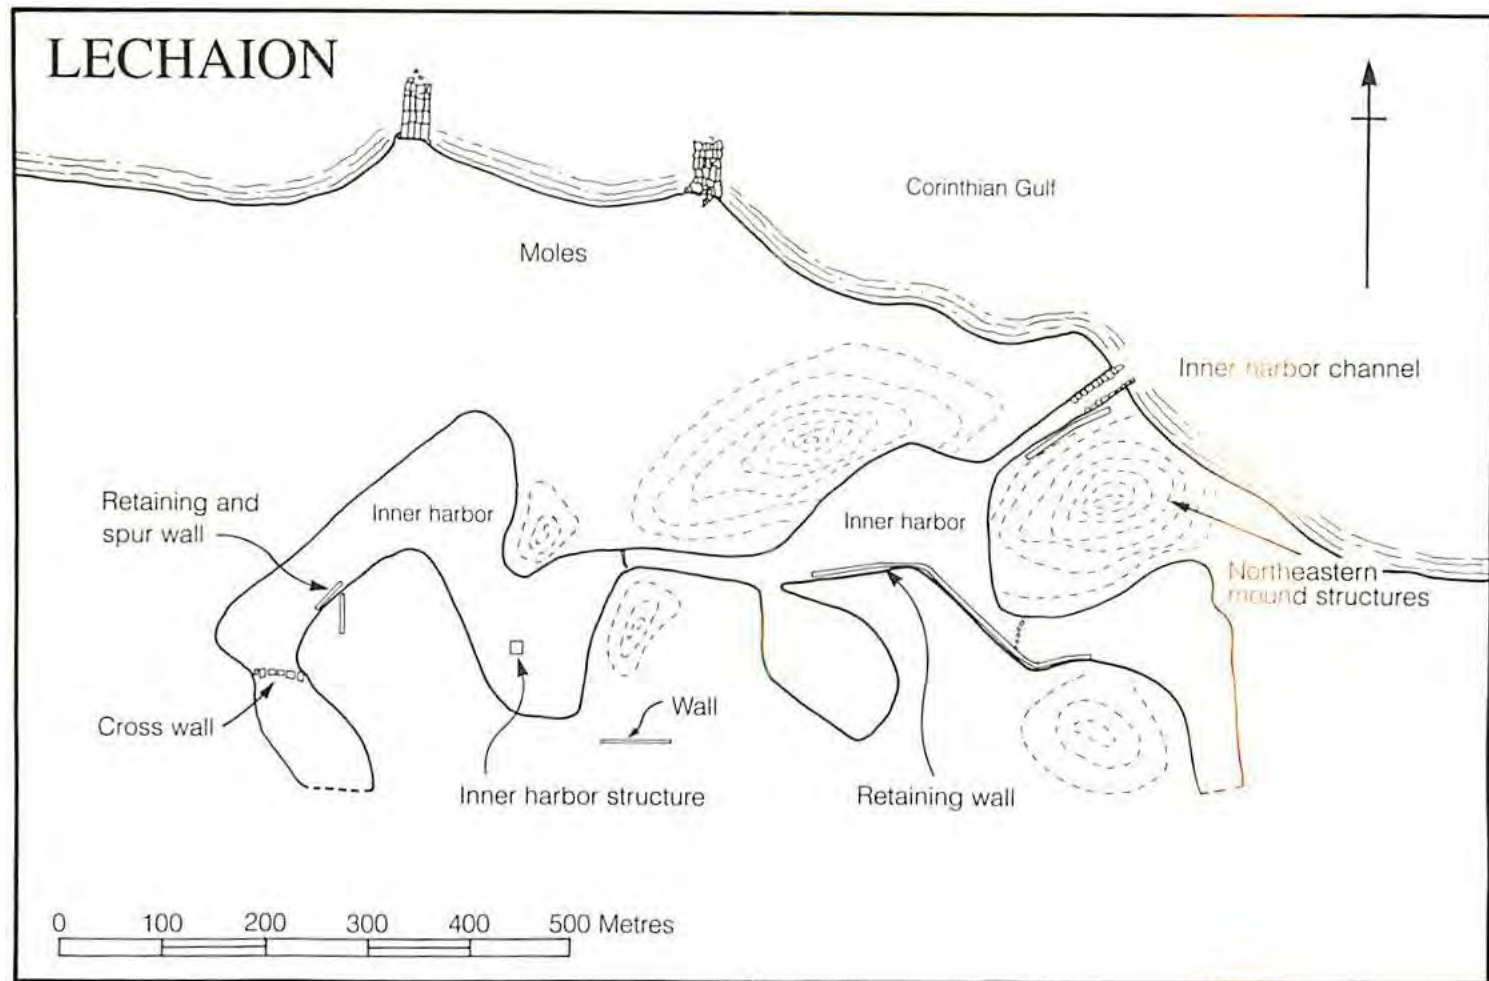 LECHAION
Corinthian Gulf
Moles
Inner harbor channel
Retaining and
spur wall
Inner harbor
Inner harbor
Northeastern
mound structures
Cross wall
Wall
Inner harbor structure
Retaining wall
0 100 200 300 400 500 Metres